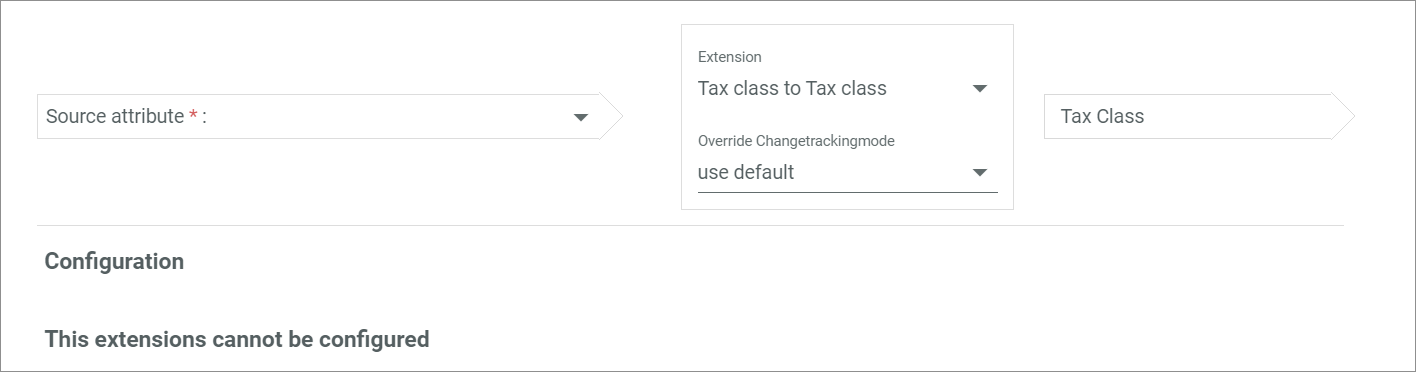 Source attribute * :
Extension
Tax class to Tax class
Override Changetrackingmode
use default
Tax Class
Configuration
This extensions cannot be configured